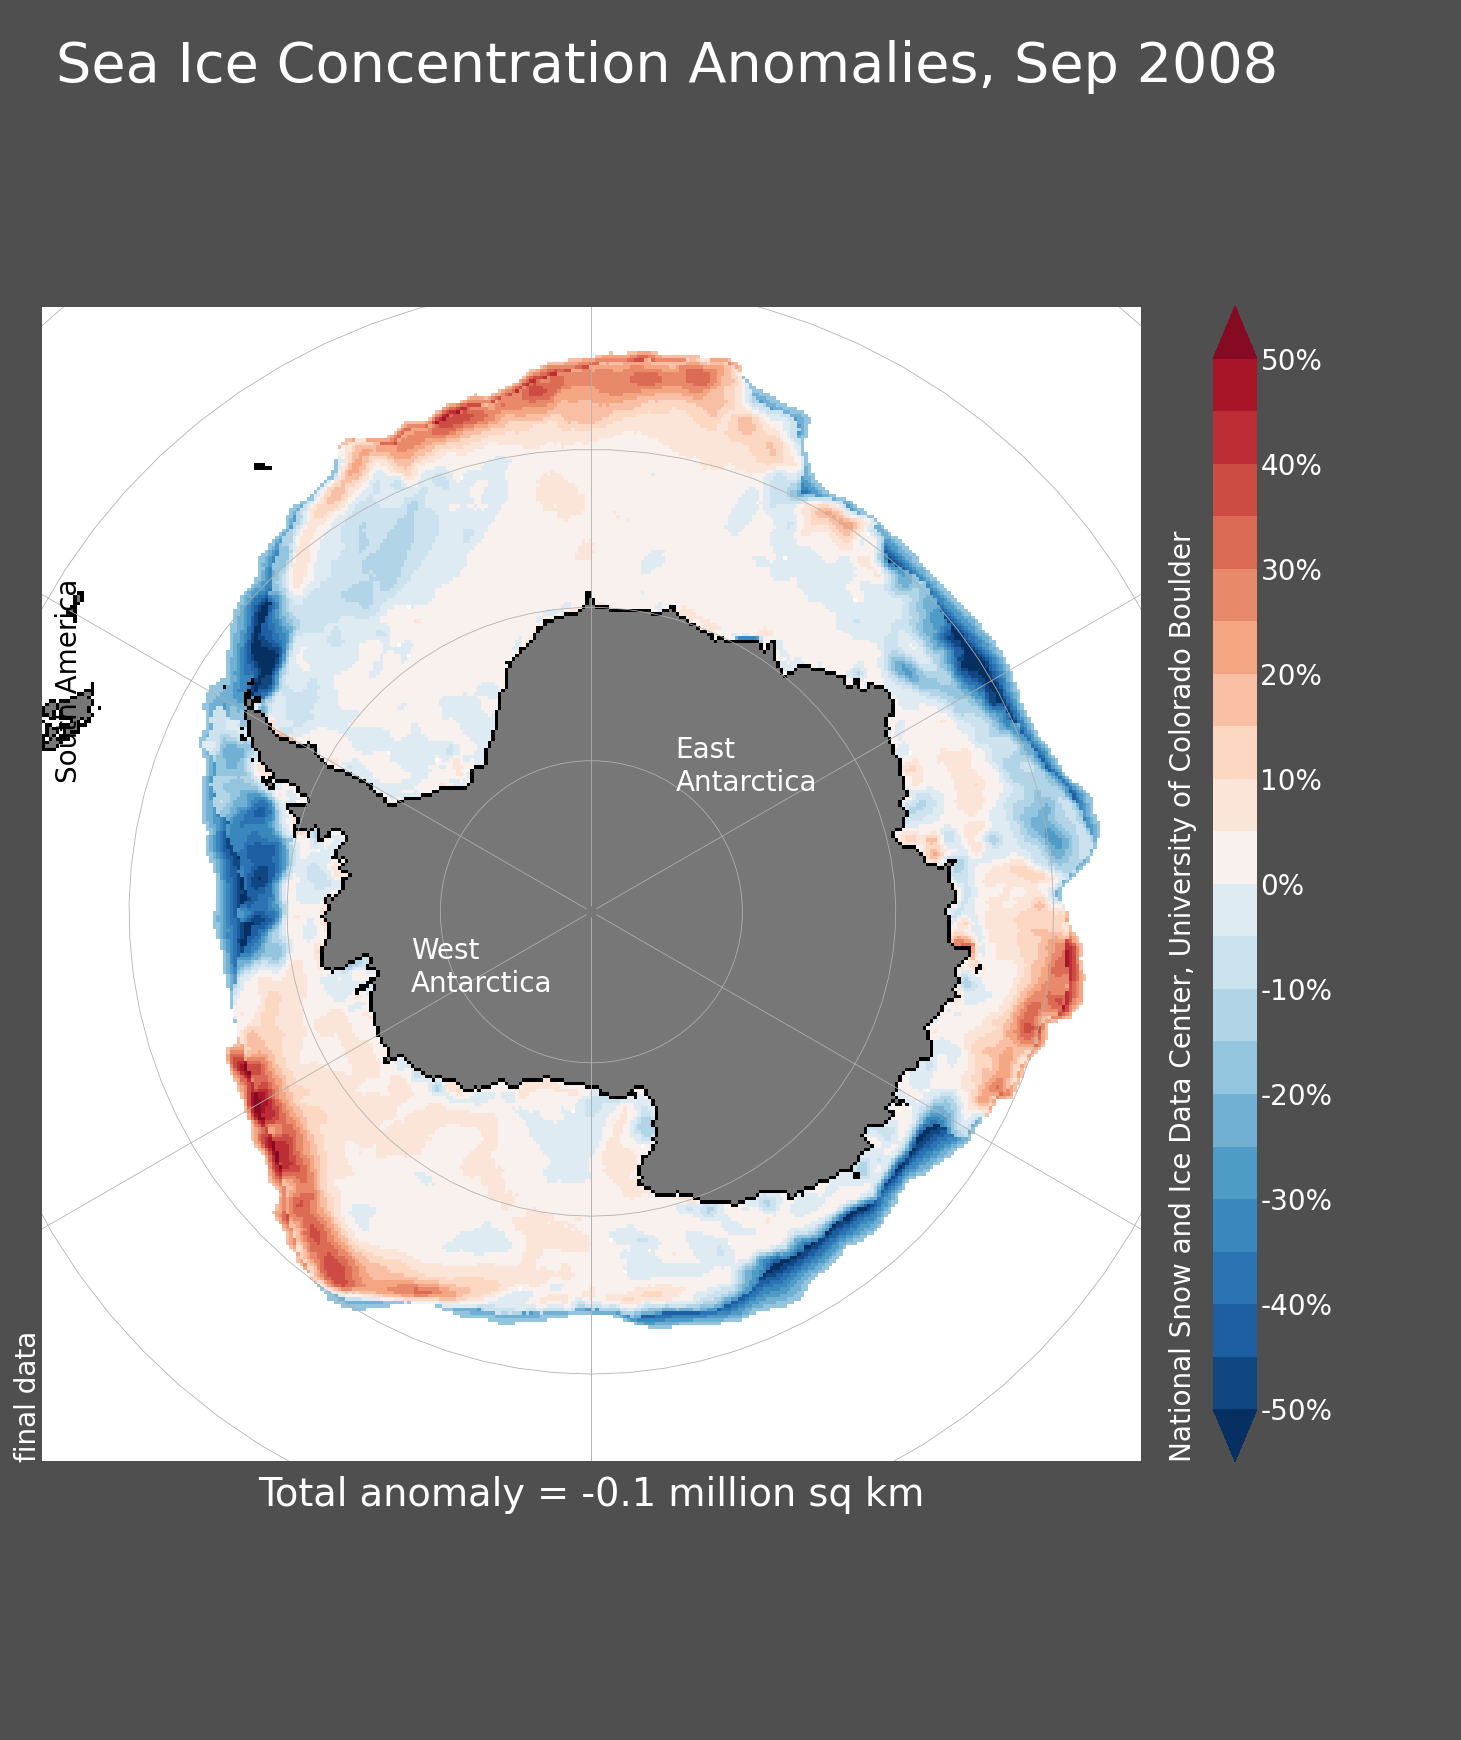 Sea Ice Concentration Anomalies, Sep 2008
South America
East
Antarctica
West
Antarctica
final data
National Snow and Ice Data Center, University of Colorado Boulder
50%
40%
30%
20%
10%
0%
-10%
-20%
-30%
-40%
-50%
Total anomaly = -0.1 million sq km